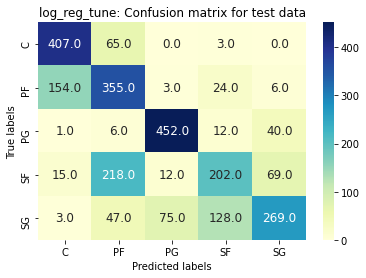 log_reg_tune: Confusion matrix for test data
C 407.0 65.0 0.0 3.0 0.0
PF 154.0 355.0 3.0 24.0 6.0
PG 1.0 6.0 452.0 12.0 40.0
SF 15.0 218.0 12.0 202.0 69.0
SG 3.0 47.0 75.0 128.0 269.0
C PF PG SF SG
True labels
Predicted labels
400
300
200
100
0